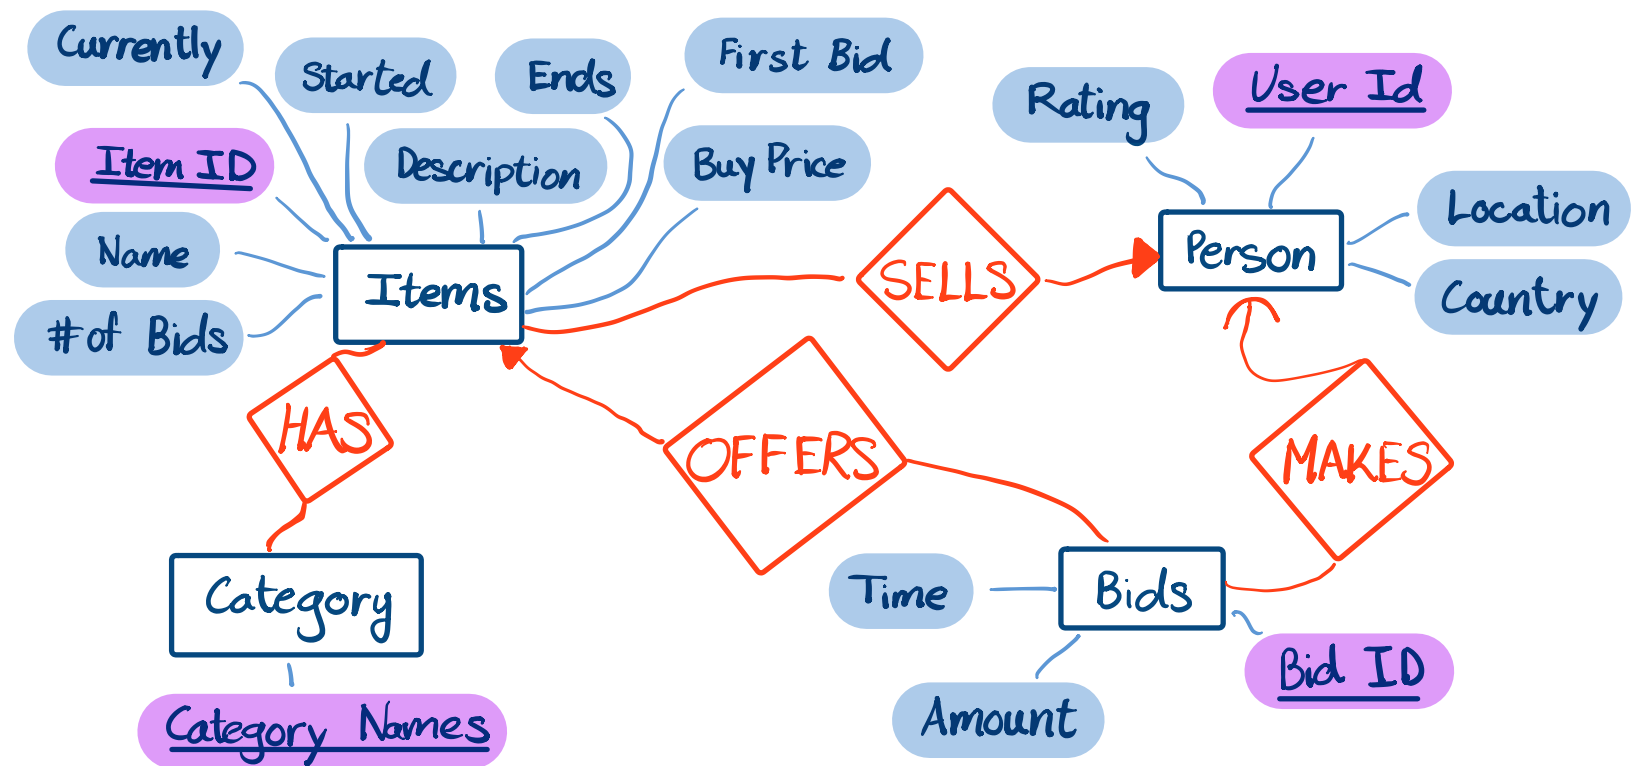 Currently
Started
Ends
First Bid
Rating
User Id
Item ID
Description
Buy Price
Location
Name
Items
SELLS
Person
Country
# of Bids
HAS
OFFERS
MAKES
Category
Time
Bids
Bid ID
Category Names
Amount